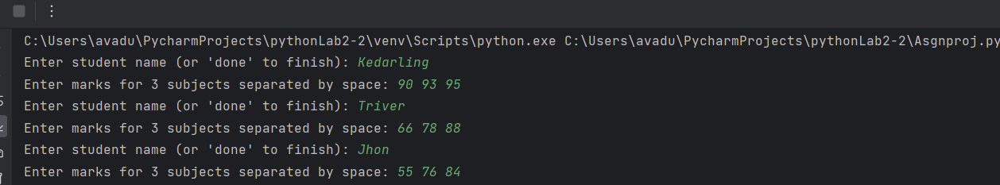 C:\Users\avadu\PycharmProjects\pythonLab2-2\venv\Scripts\python.exe C:\Users\avadu\PycharmProjects\pythonLab2-2\Asgnproj.py
Enter student name (or 'done' to finish): Kedarling
Enter marks for 3 subjects separated by space: 90 93 95
Enter student name (or 'done' to finish): Triver
Enter marks for 3 subjects separated by space: 66 78 88
Enter student name (or 'done' to finish): Jhon
Enter marks for 3 subjects separated by space: 55 76 84